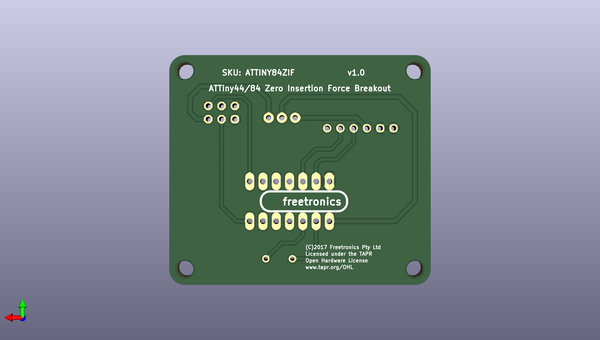 SKU: ATTINY84ZIF v1.0
ATTiny44/84 Zero Insertion Force Breakout
freetronics
(C)2017 Freetronics Pty Ltd
Licensed under the TAPR
Open Hardware License
www.tapr.org/OHL